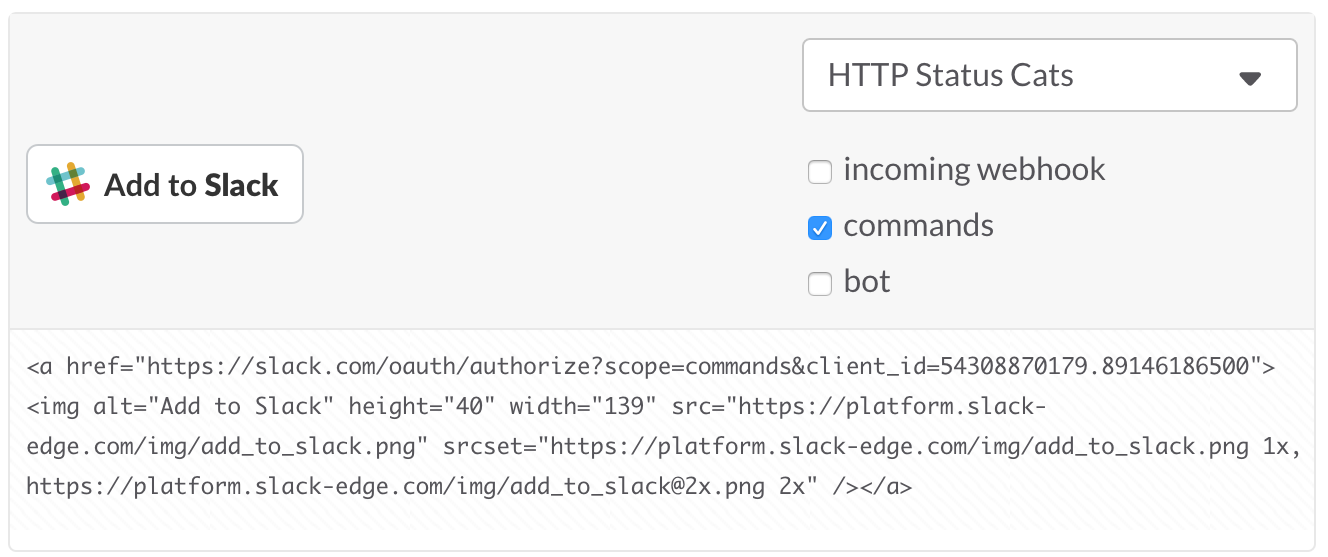 HTTP Status Cats
Add to Slack
incoming webhook
commands
bot
<a href="https://slack.com/oauth/authorize?scope=commands&client_id=54308870179.89146186500">
<img alt="Add to Slack" height="40" width="139" src="https://platform.slack-
edge.com/img/add_to_slack.png" srcset="https://platform.slack-edge.com/img/add_to_slack.png 1x,
https://platform.slack-edge.com/img/add_to_slack@2x.png 2x" /></a>